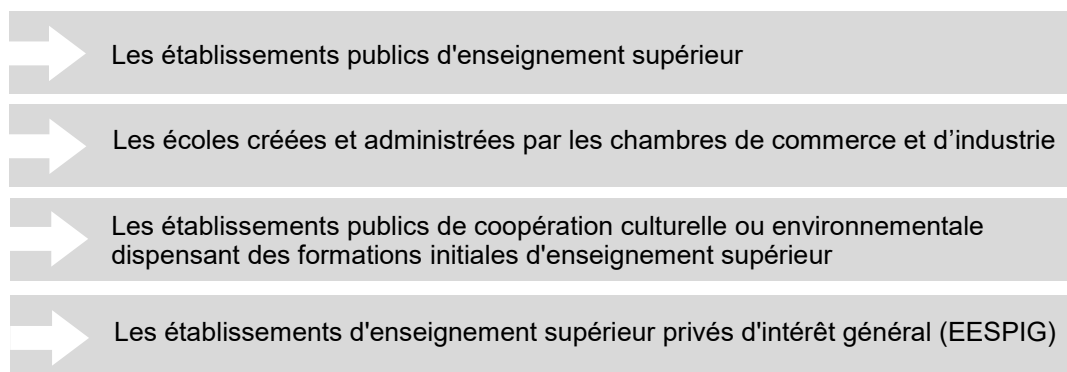 Les établissements publics d'enseignement supérieur
Les écoles créées et administrées par les chambres de commerce et d’industrie
Les établissements publics de coopération culturelle ou environnementale
dispensant des formations initiales d'enseignement supérieur
Les établissements d'enseignement supérieur privés d'intérêt général (EESPIG)